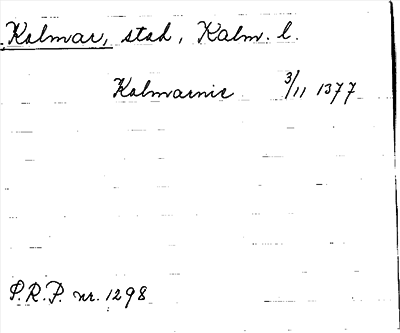 Kalmar, stad, Kalm. l.
Kalmarnie 3/11 1377
P.R.P. nr. 1298